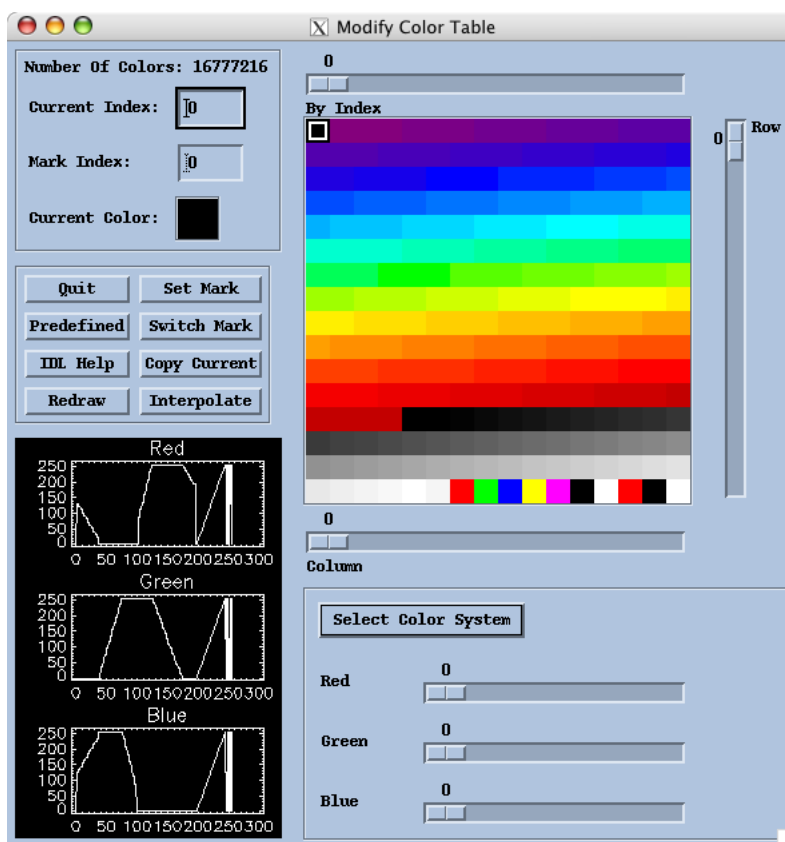 X Modify Color Table
Number Of Colors: 16777216
Current Index: 0
Mark Index: 0
Current Color:
Quit Set Mark
Predefined Switch Mark
IDL Help Copy Current
Redraw Interpolate
Red
250
200
150
100
50
0
0 50 100 150 200 250 300
Green
250
200
150
100
50
0
0 50 100 150 200 250 300
Blue
250
200
150
100
50
0
0 50 100 150 200 250 300
0
By Index
0 Row
0
Column
Select Color System
0
Red
0
Green
0
Blue